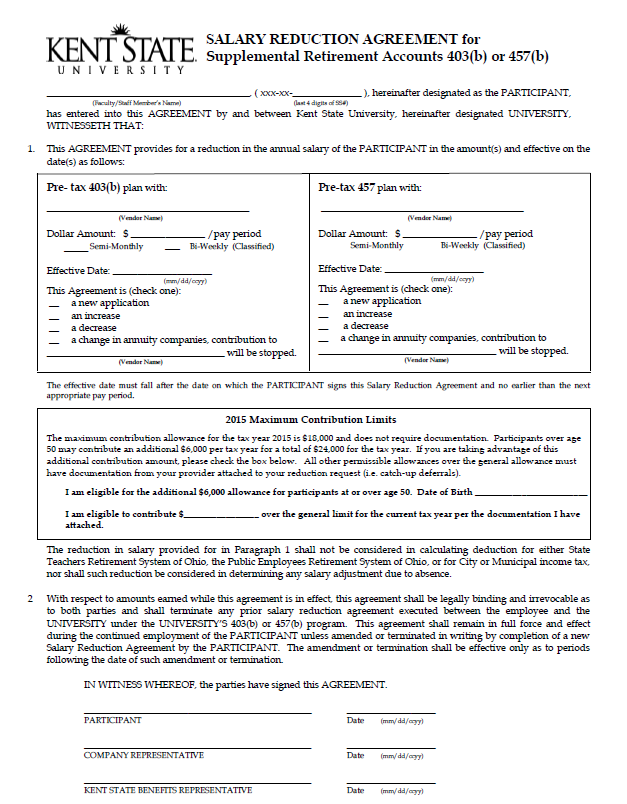 KENT STATE
UNIVERSITY
SALARY REDUCTION AGREEMENT for
Supplemental Retirement Accounts 403(b) or 457(b)
______________________________, ( xxx-xx-______________ ), hereinafter designated as the PARTICIPANT,
(Faculty/Staff Member's Name) (last 4 digits of SS#)
has entered into this AGREEMENT by and between Kent State University, hereinafter designated UNIVERSITY,
WITNESSETH THAT:
1. This AGREEMENT provides for a reduction in the annual salary of the PARTICIPANT in the amount(s) and effective on the
date(s) as follows:
Pre- tax 403(b) plan with:
______________________________
(Vendor Name)
Dollar Amount: $ ______________ /pay period
_____ Semi-Monthly ___ Bi-Weekly (Classified)
Effective Date: ___________________
(mm/dd/ccyy)
This Agreement is (check one):
__ a new application
__ an increase
__ a decrease
__ a change in annuity companies, contribution to
______________________________ will be stopped.
(Vendor Name)
Pre-tax 457 plan with:
______________________________
(Vendor Name)
Dollar Amount: $ ______________ /pay period
Semi-Monthly Bi-Weekly (Classified)
Effective Date: ___________________
(mm/dd/ccyy)
This Agreement is (check one):
__ a new application
__ an increase
__ a decrease
__ a change in annuity companies, contribution to
______________________________ will be stopped.
(Vendor Name)
The effective date must fall after the date on which the PARTICIPANT signs this Salary Reduction Agreement and no earlier than the next
appropriate pay period.
2015 Maximum Contribution Limits
The maximum contribution allowance for the tax year 2015 is $18,000 and does not require documentation. Participants over age
50 may contribute an additional $6,000 per tax year for a total of $24,000 for the tax year. If you are taking advantage of this
additional contribution amount, please check the box below. All other permissible allowances over the general allowance must
have documentation from your provider attached to your reduction request (i.e. catch-up deferrals).
I am eligible for the additional $6,000 allowance for participants at or over age 50. Date of Birth ______________________
I am eligible to contribute $______________ over the general limit for the current tax year per the documentation I have
attached.
The reduction in salary provided for in Paragraph 1 shall not be considered in calculating deduction for either State
Teachers Retirement System of Ohio, the Public Employees Retirement System of Ohio, or for City or Municipal income tax,
nor shall such reduction be considered in determining any salary adjustment due to absence.
2 With respect to amounts earned while this agreement is in effect, this agreement shall be legally binding and irrevocable as
to both parties and shall terminate any prior salary reduction agreement executed between the employee and the
UNIVERSITY under the UNIVERSITY'S 403(b) or 457(b) program. This agreement shall remain in full force and effect
during the continued employment of the PARTICIPANT unless amended or terminated in writing by completion of a new
Salary Reduction Agreement by the PARTICIPANT. The amendment or termination shall be effective only as to periods
following the date of such amendment or termination.
IN WITNESS WHEREOF, the parties have signed this AGREEMENT.
PARTICIPANT Date (mm/dd/ccyy)
COMPANY REPRESENTATIVE Date (mm/dd/ccyy)
KENT STATE BENEFITS REPRESENTATIVE Date (mm/dd/ccyy)